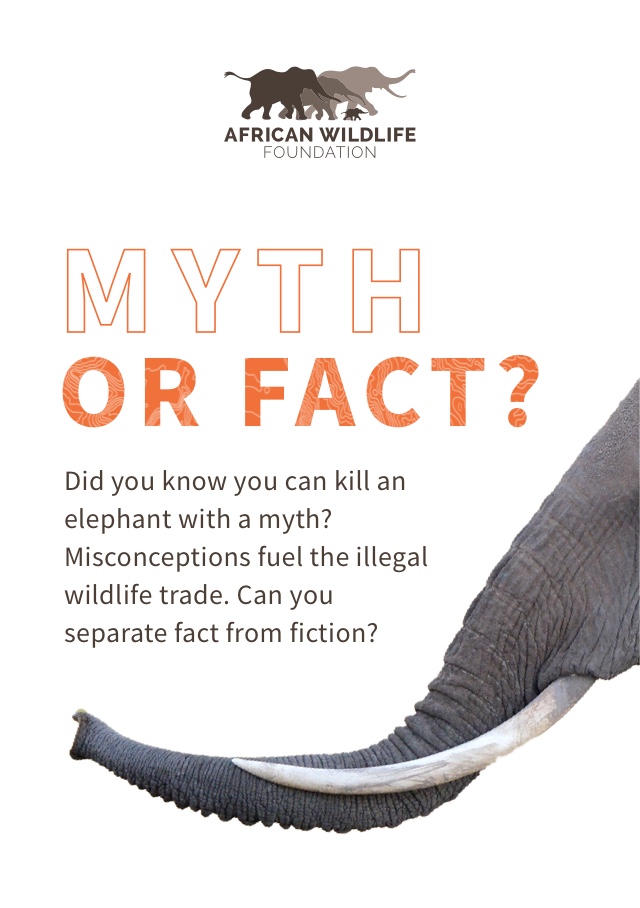 AFRICAN WILDLIFE
FOUNDATION
MYTH
OR FACT?
Did you know you can kill an
elephant with a myth?
Misconceptions fuel the illegal
wildlife trade. Can you
separate fact from fiction?